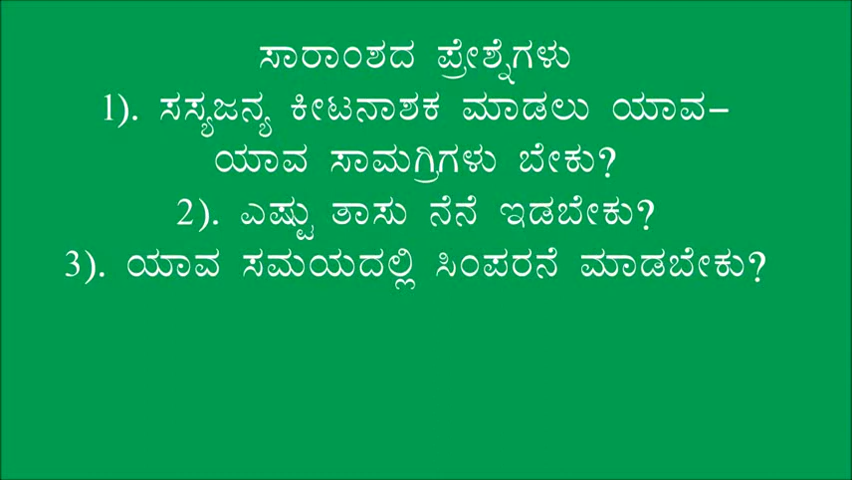 ಸಾರಾಂಶದ ಪ್ರೇಶ್ನೆಗಳು
1). ಸಸ್ಯಜನ್ಯ ಕೀಟನಾಶಕ ಮಾಡಲು ಯಾವ-
ಯಾವ ಸಾಮಗ್ರಿಗಳು ಬೇಕು?
2). ಎಷ್ಟು ತಾಸು ನೆನೆ ಇಡಬೇಕು?
3). ಯಾವ ಸಮಯದಲ್ಲಿ ಸಿಂಪರನೆ ಮಾಡಬೇಕು?